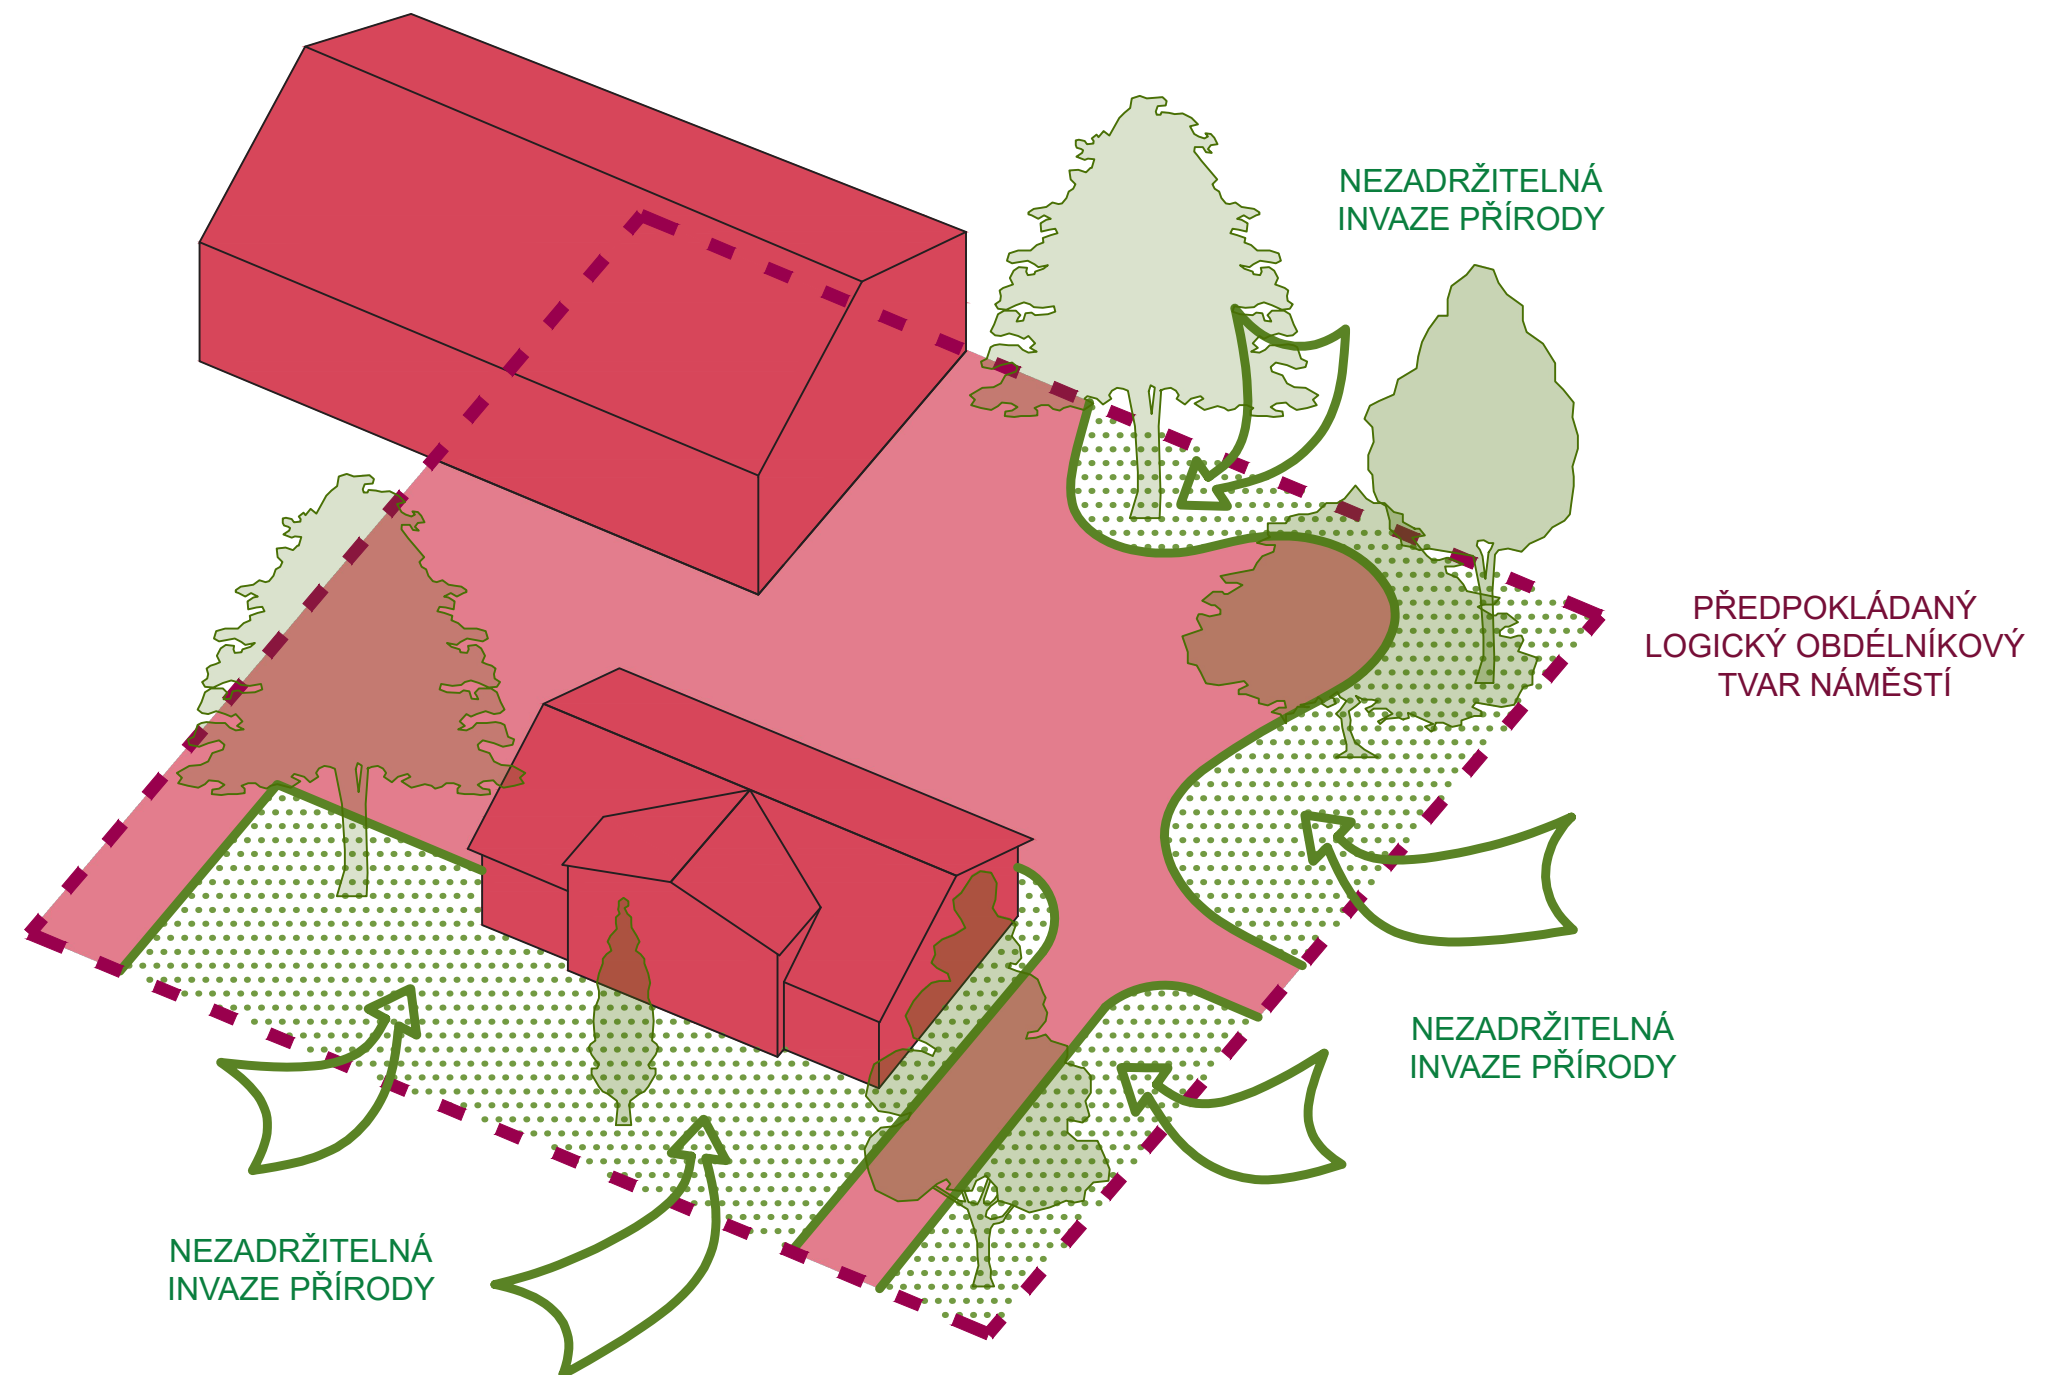 NEZADRŽITELNÁ
INVAZE PŘÍRODY
PŘEDPOKLÁDANÝ
LOGICKÝ OBDÉLNÍKOVÝ
TVAR NÁMĚSTÍ
NEZADRŽITELNÁ
INVAZE PŘÍRODY
NEZADRŽITELNÁ
INVAZE PŘÍRODY